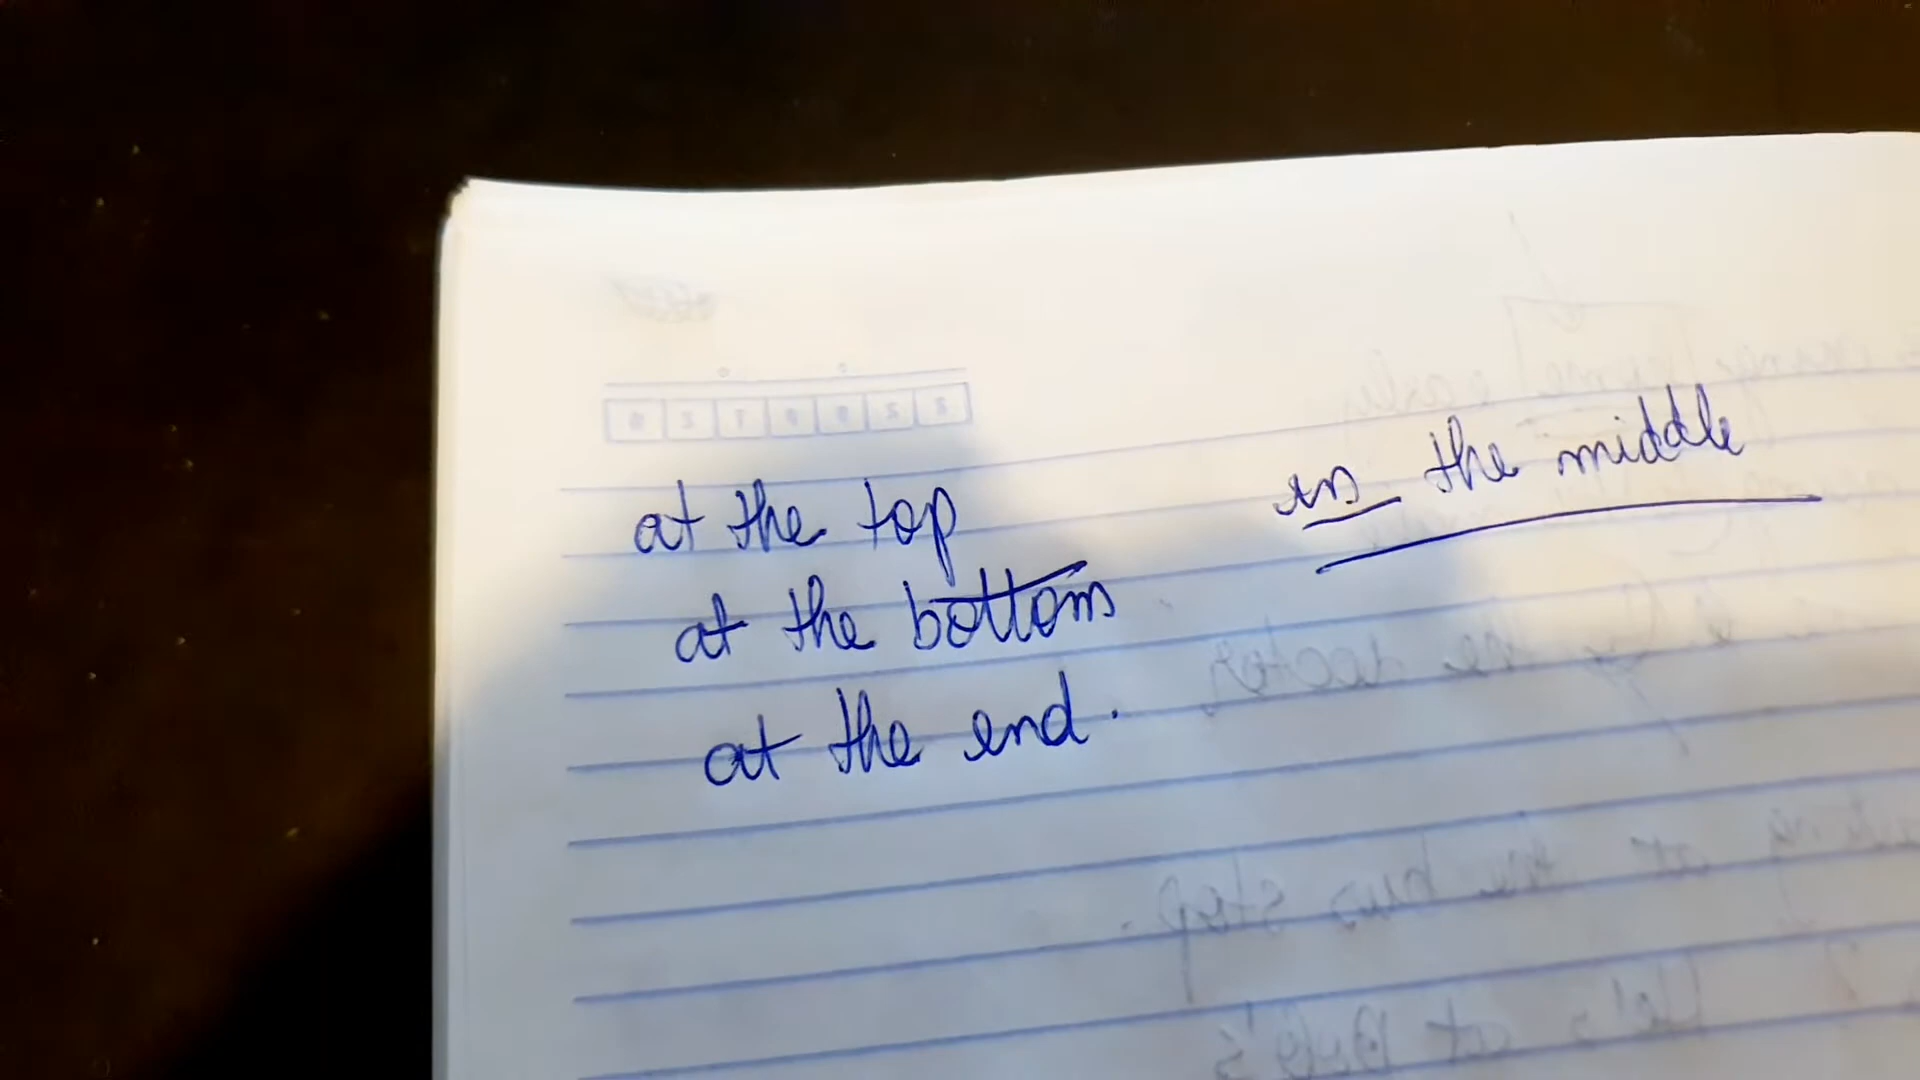 at the top
at the bottom
at the end.
in the middle